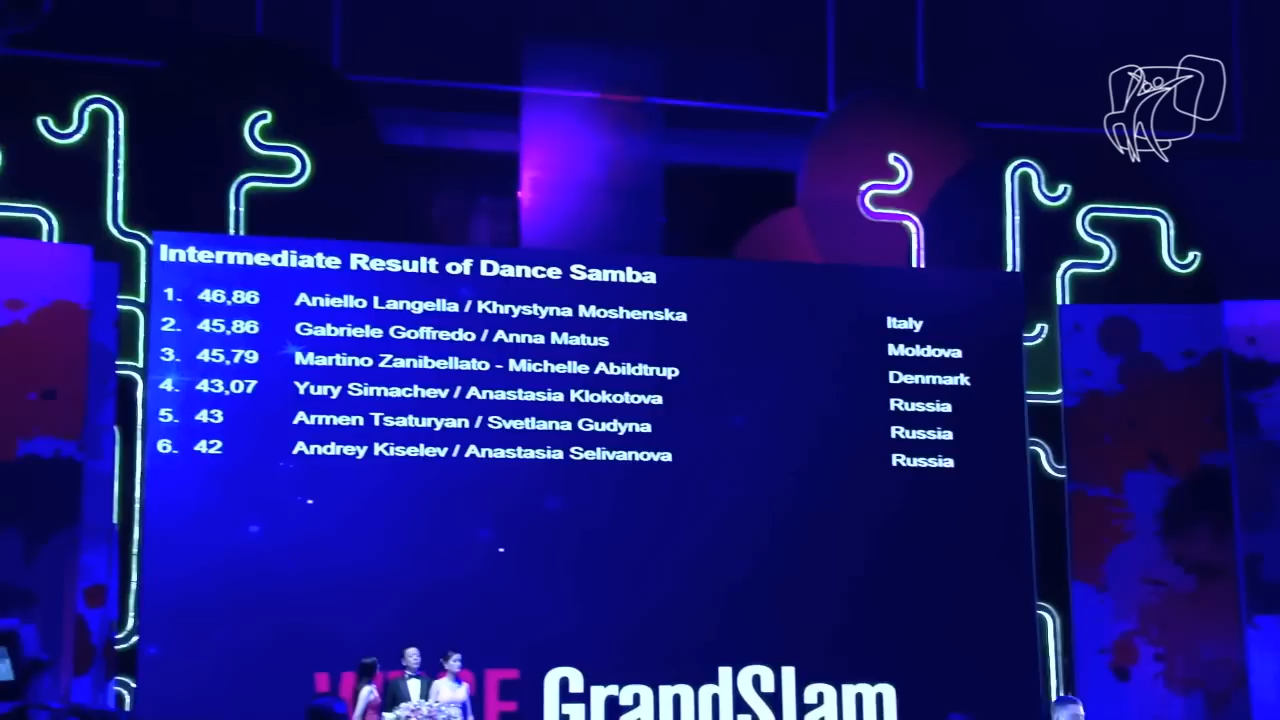 Intermediate Result of Dance Samba
1. 46,86 Aniello Langella / Khrystyna Moshenska Italy
2. 45,86 Gabriele Goffredo / Anna Matus Moldova
3. 45,79 Martino Zanibellato - Michelle Abildtrup Denmark
4. 43,07 Yury Simachev / Anastasia Klokotova Russia
5. 43 Armen Tsaturyan / Svetlana Gudyna Russia
6. 42 Andrey Kiselev / Anastasia Selivanova Russia
GrandSlam